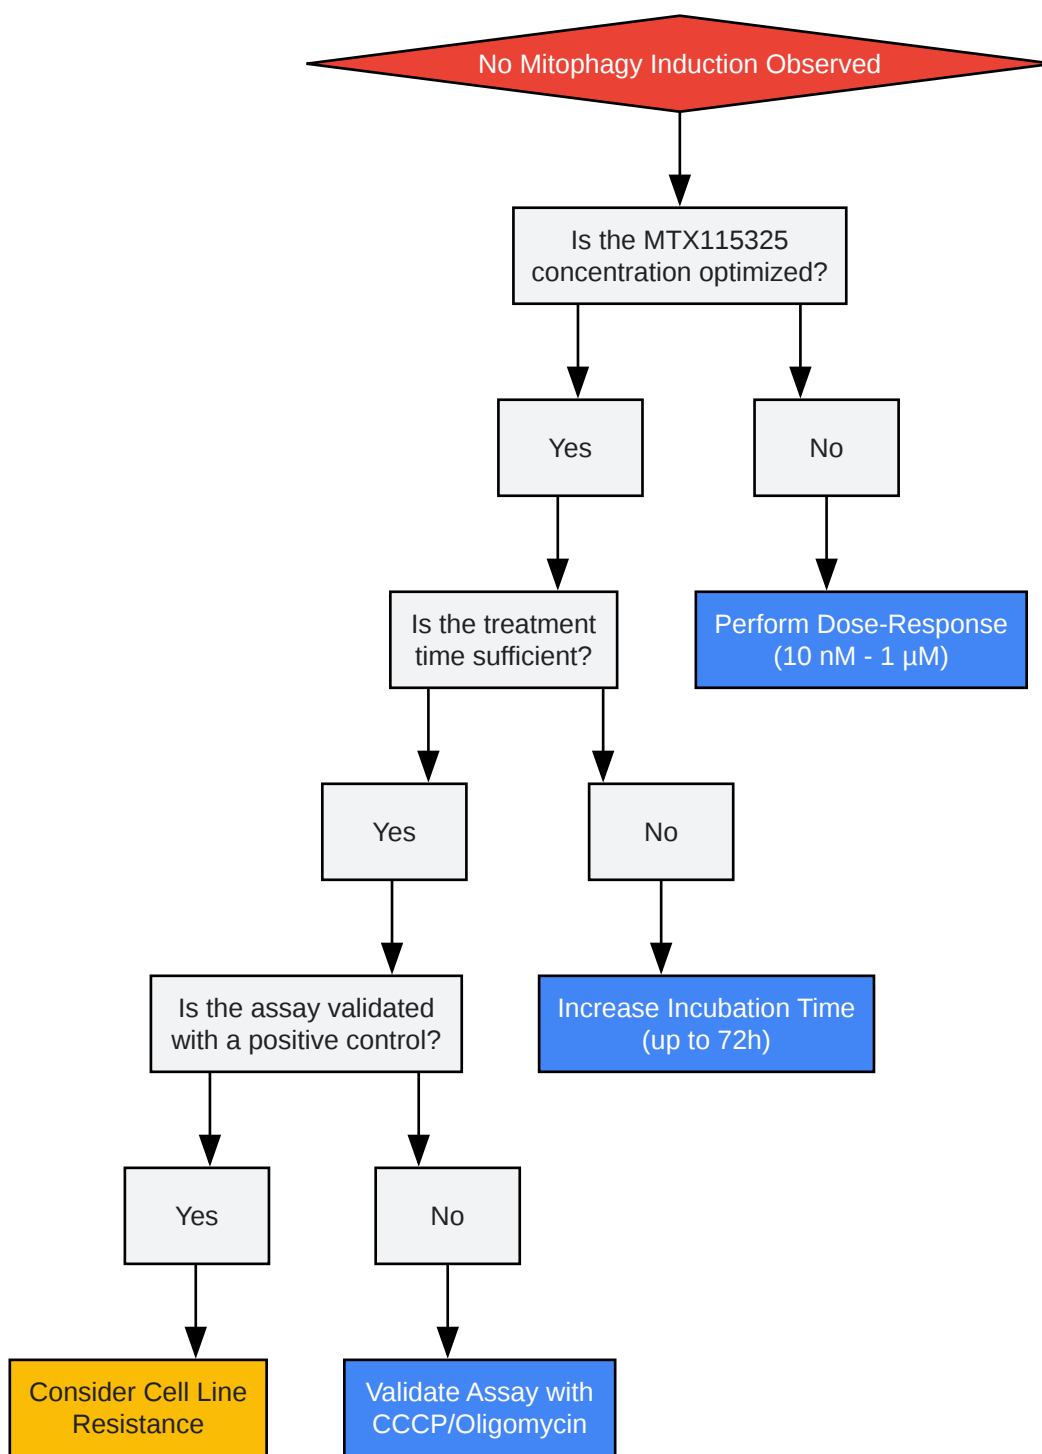 No Mitophagy Induction Observed
Is the MTX115325
concentration optimized?
Yes
No
Is the treatment
time sufficient?
Perform Dose-Response
(10 nM - 1 µM)
Yes
No
Is the assay validated
with a positive control?
Increase Incubation Time
(up to 72h)
Yes
No
Consider Cell Line
Resistance
Validate Assay with
CCCP/Oligomycin